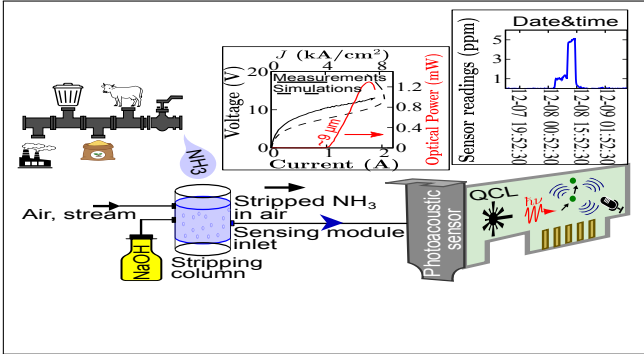 J (kA/cm²)
0 4 8
Measurements
Simulations
Voltage (V)
20
10
0
~9 μm
1.2
0.8
0.4
0
Optical Power (mW)
0 1 2
Current (A)
Date&time
Sensor readings (ppm)
5
3
1
12-07 19:52:30
12-08 00:52:30
12-08 15:52:30
12-09 01:52:30
NH3
Air, stream
NaOH
Stripping
column
Stripped NH₃
in air
Sensing module
inlet
Photoacoustic
sensor
QCL
hν